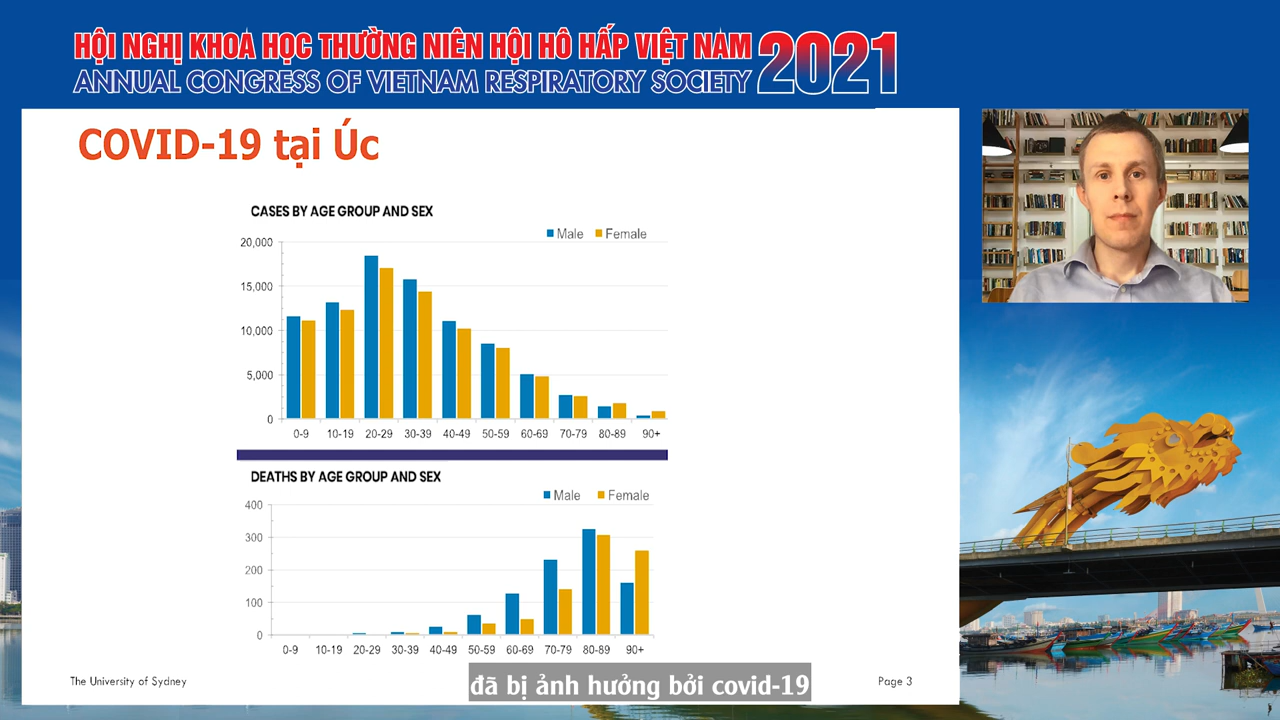 HỘI NGHỊ KHOA HỌC THƯỜNG NIÊN HỘI HÔ HẤP VIỆT NAM 2021
ANNUAL CONGRESS OF VIETNAM RESPIRATORY SOCIETY
COVID-19 tại Úc
CASES BY AGE GROUP AND SEX
Male Female
20,000
15,000
10,000
5,000
0
0-9 10-19 20-29 30-39 40-49 50-59 60-69 70-79 80-89 90+
DEATHS BY AGE GROUP AND SEX
Male Female
400
300
200
100
0
0-9 10-19 20-29 30-39 40-49 50-59 60-69 70-79 80-89 90+
đã bị ảnh hưởng bởi covid-19
The University of Sydney
Page 3